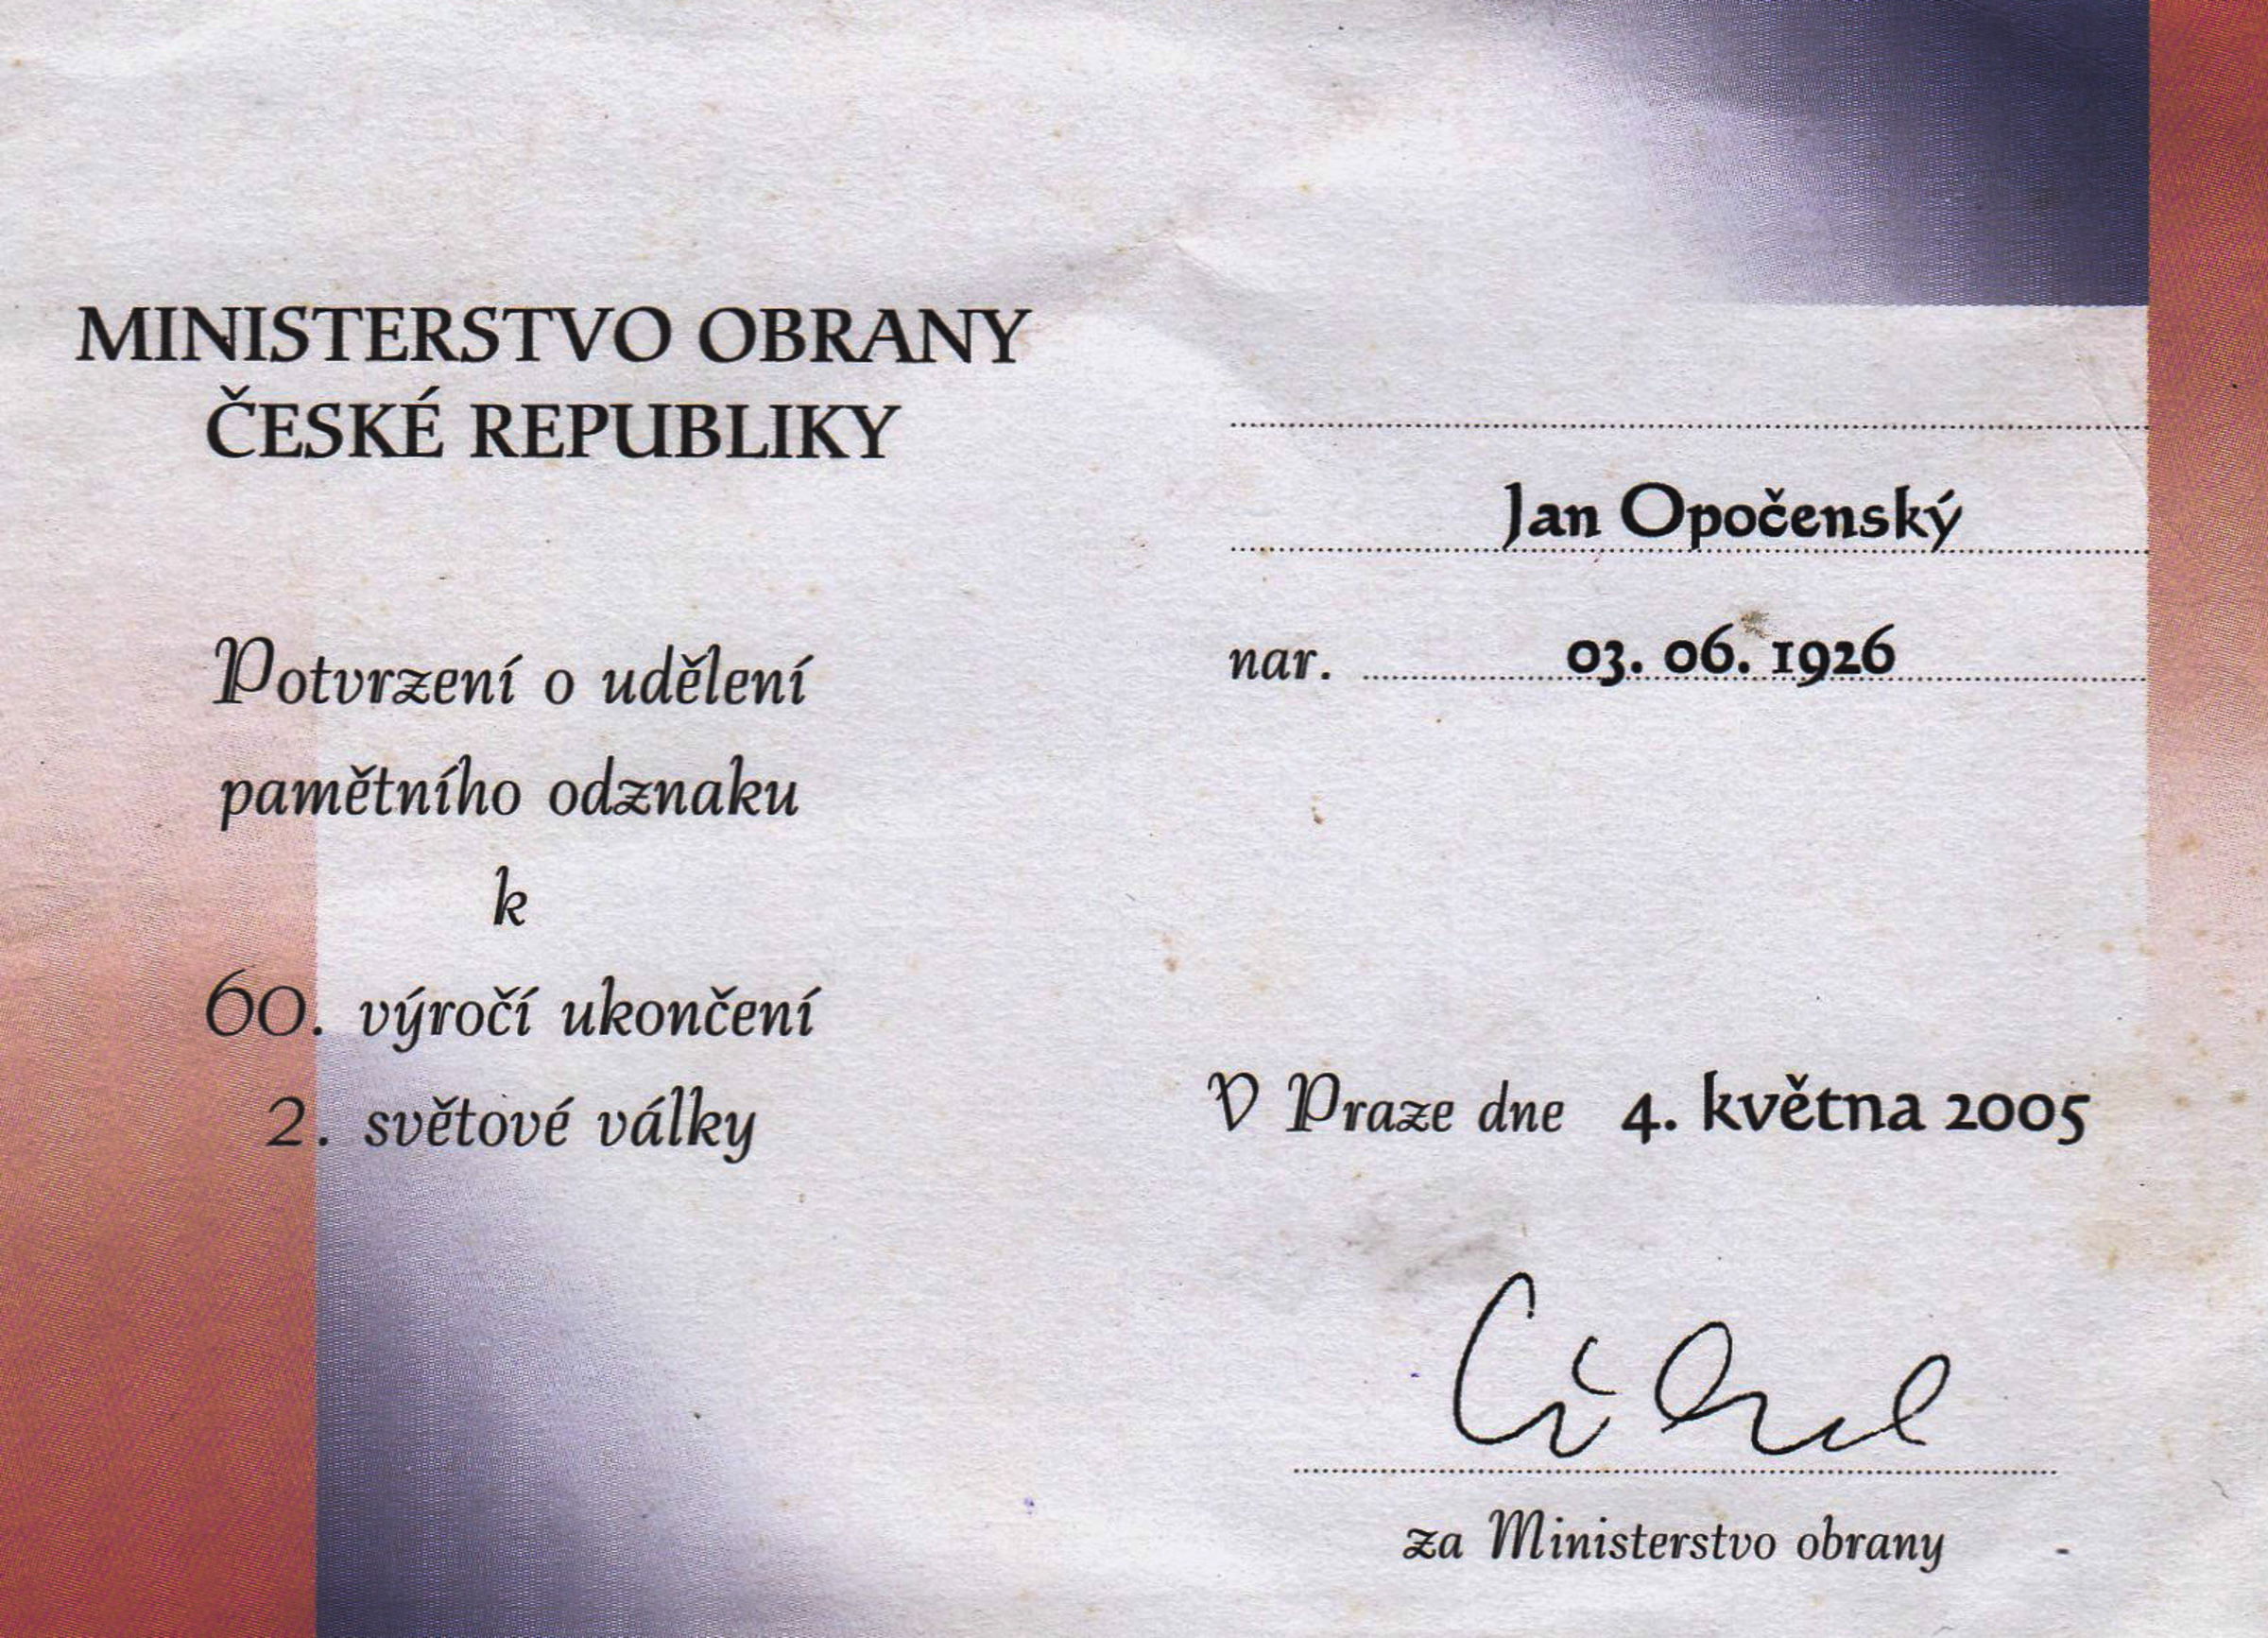 MINISTERSTVO OBRANY
ČESKÉ REPUBLIKY
Potvrzení o udělení
pamětního odznaku
k
60. výročí ukončení
2. světové války
Jan Opočenský
nar. 03. 06. 1926
V Praze dne 4. května 2005
za Ministerstvo obrany